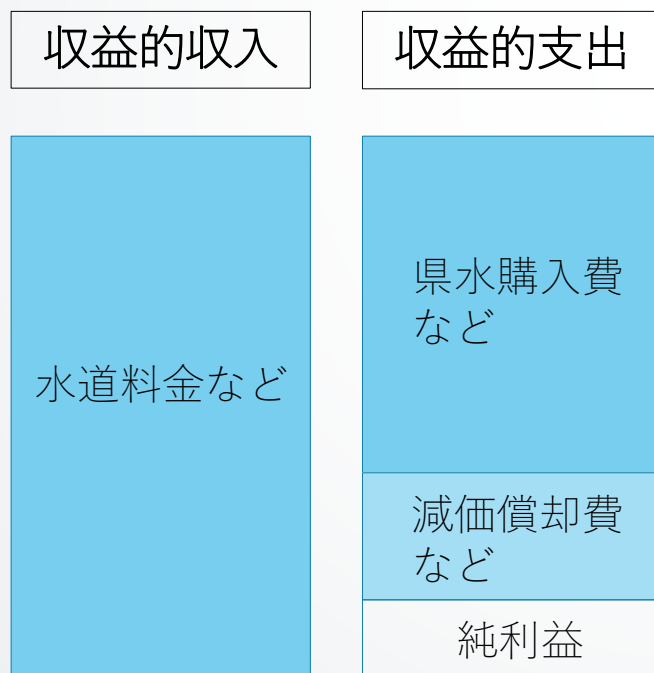 収益的収入
収益的支出
水道料金など
県水購入費
など
減価償却費
など
純利益